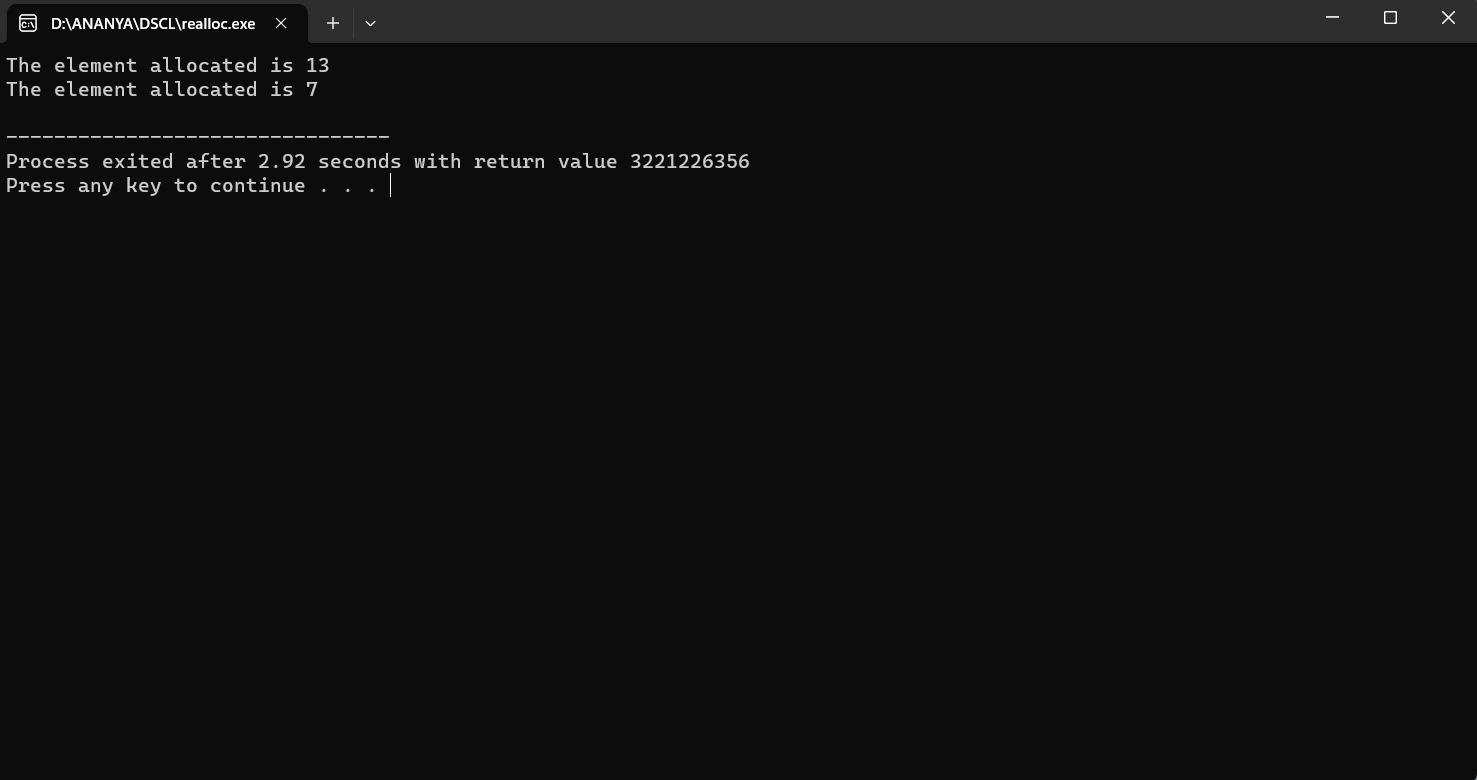 D:\ANANYA\DSCL\realloc.exe
The element allocated is 13
The element allocated is 7
--------------------------------
Process exited after 2.92 seconds with return value 3221226356
Press any key to continue . . .